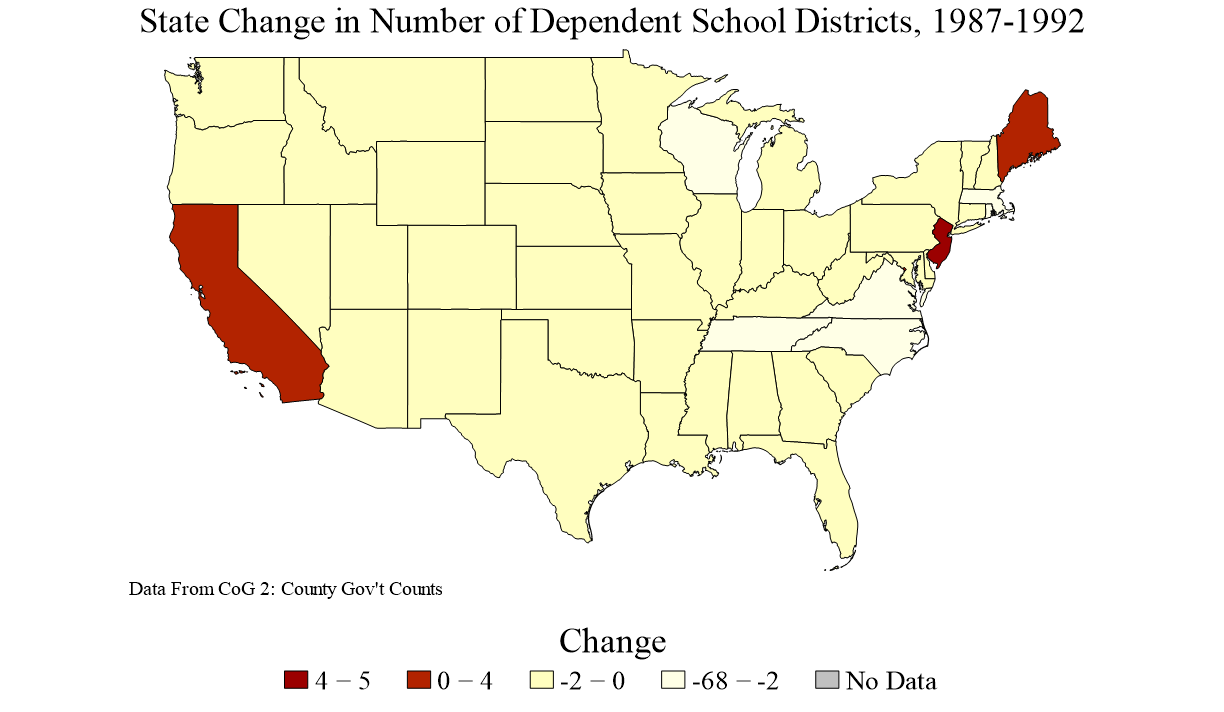 State Change in Number of Dependent School Districts, 1987-1992
Data From CoG 2: County Gov't Counts
Change
4 − 5
0 − 4
-2 − 0
-68 − -2
No Data